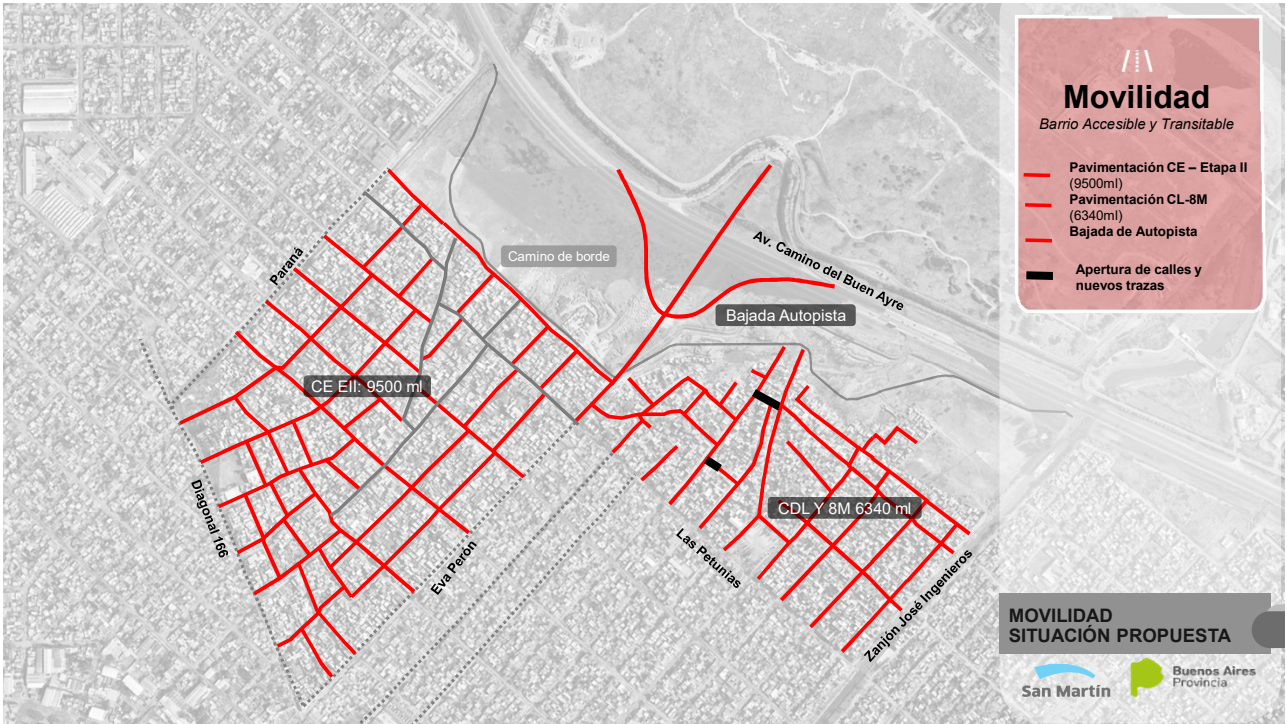 Movilidad
Barrio Accesible y Transitable
Pavimentación CE – Etapa II
(9500ml)
Pavimentación CL-8M
(6340ml)
Bajada de Autopista
Apertura de calles y
nuevos trazas
Paraná
Camino de borde
Av. Camino del Buen Ayre
Bajada Autopista
CE EII: 9500 ml
CDL Y 8M 6340 ml
Diagonal 166
Eva Perón
Las Petunias
Zanjón José Ingenieros
MOVILIDAD
SITUACIÓN PROPUESTA
San Martín
Buenos Aires
Provincia